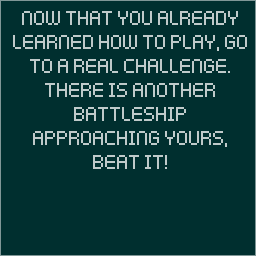 NOW THAT YOU ALREADY
LEARNED HOW TO PLAY, GO
TO A REAL CHALLENGE.
THERE IS ANOTHER
BATTLESHIP
APPROACHING YOURS,
BEAT IT!